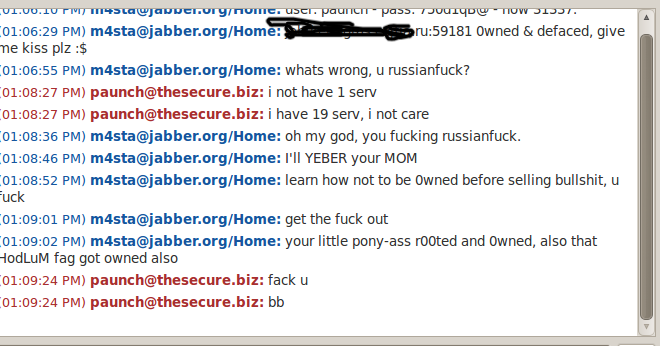 (01:06:10 PM) m4sta@jabber.org/Home: user: paunch - pass:
(01:06:29 PM) m4sta@jabber.org/Home: ru:59181 0wned & defaced, give
me kiss plz :$
(01:06:55 PM) m4sta@jabber.org/Home: whats wrong, u russianfuck?
(01:08:27 PM) paunch@thesecure.biz: i not have 1 serv
(01:08:27 PM) paunch@thesecure.biz: i have 19 serv, i not care
(01:08:36 PM) m4sta@jabber.org/Home: oh my god, you fucking russianfuck.
(01:08:46 PM) m4sta@jabber.org/Home: I'll YEBER your MOM
(01:08:52 PM) m4sta@jabber.org/Home: learn how not to be 0wned before selling bullshit, u
fuck
(01:09:01 PM) m4sta@jabber.org/Home: get the fuck out
(01:09:02 PM) m4sta@jabber.org/Home: your little pony-ass r00ted and 0wned, also that
HodLuM fag got owned also
(01:09:24 PM) paunch@thesecure.biz: fack u
(01:09:24 PM) paunch@thesecure.biz: bb